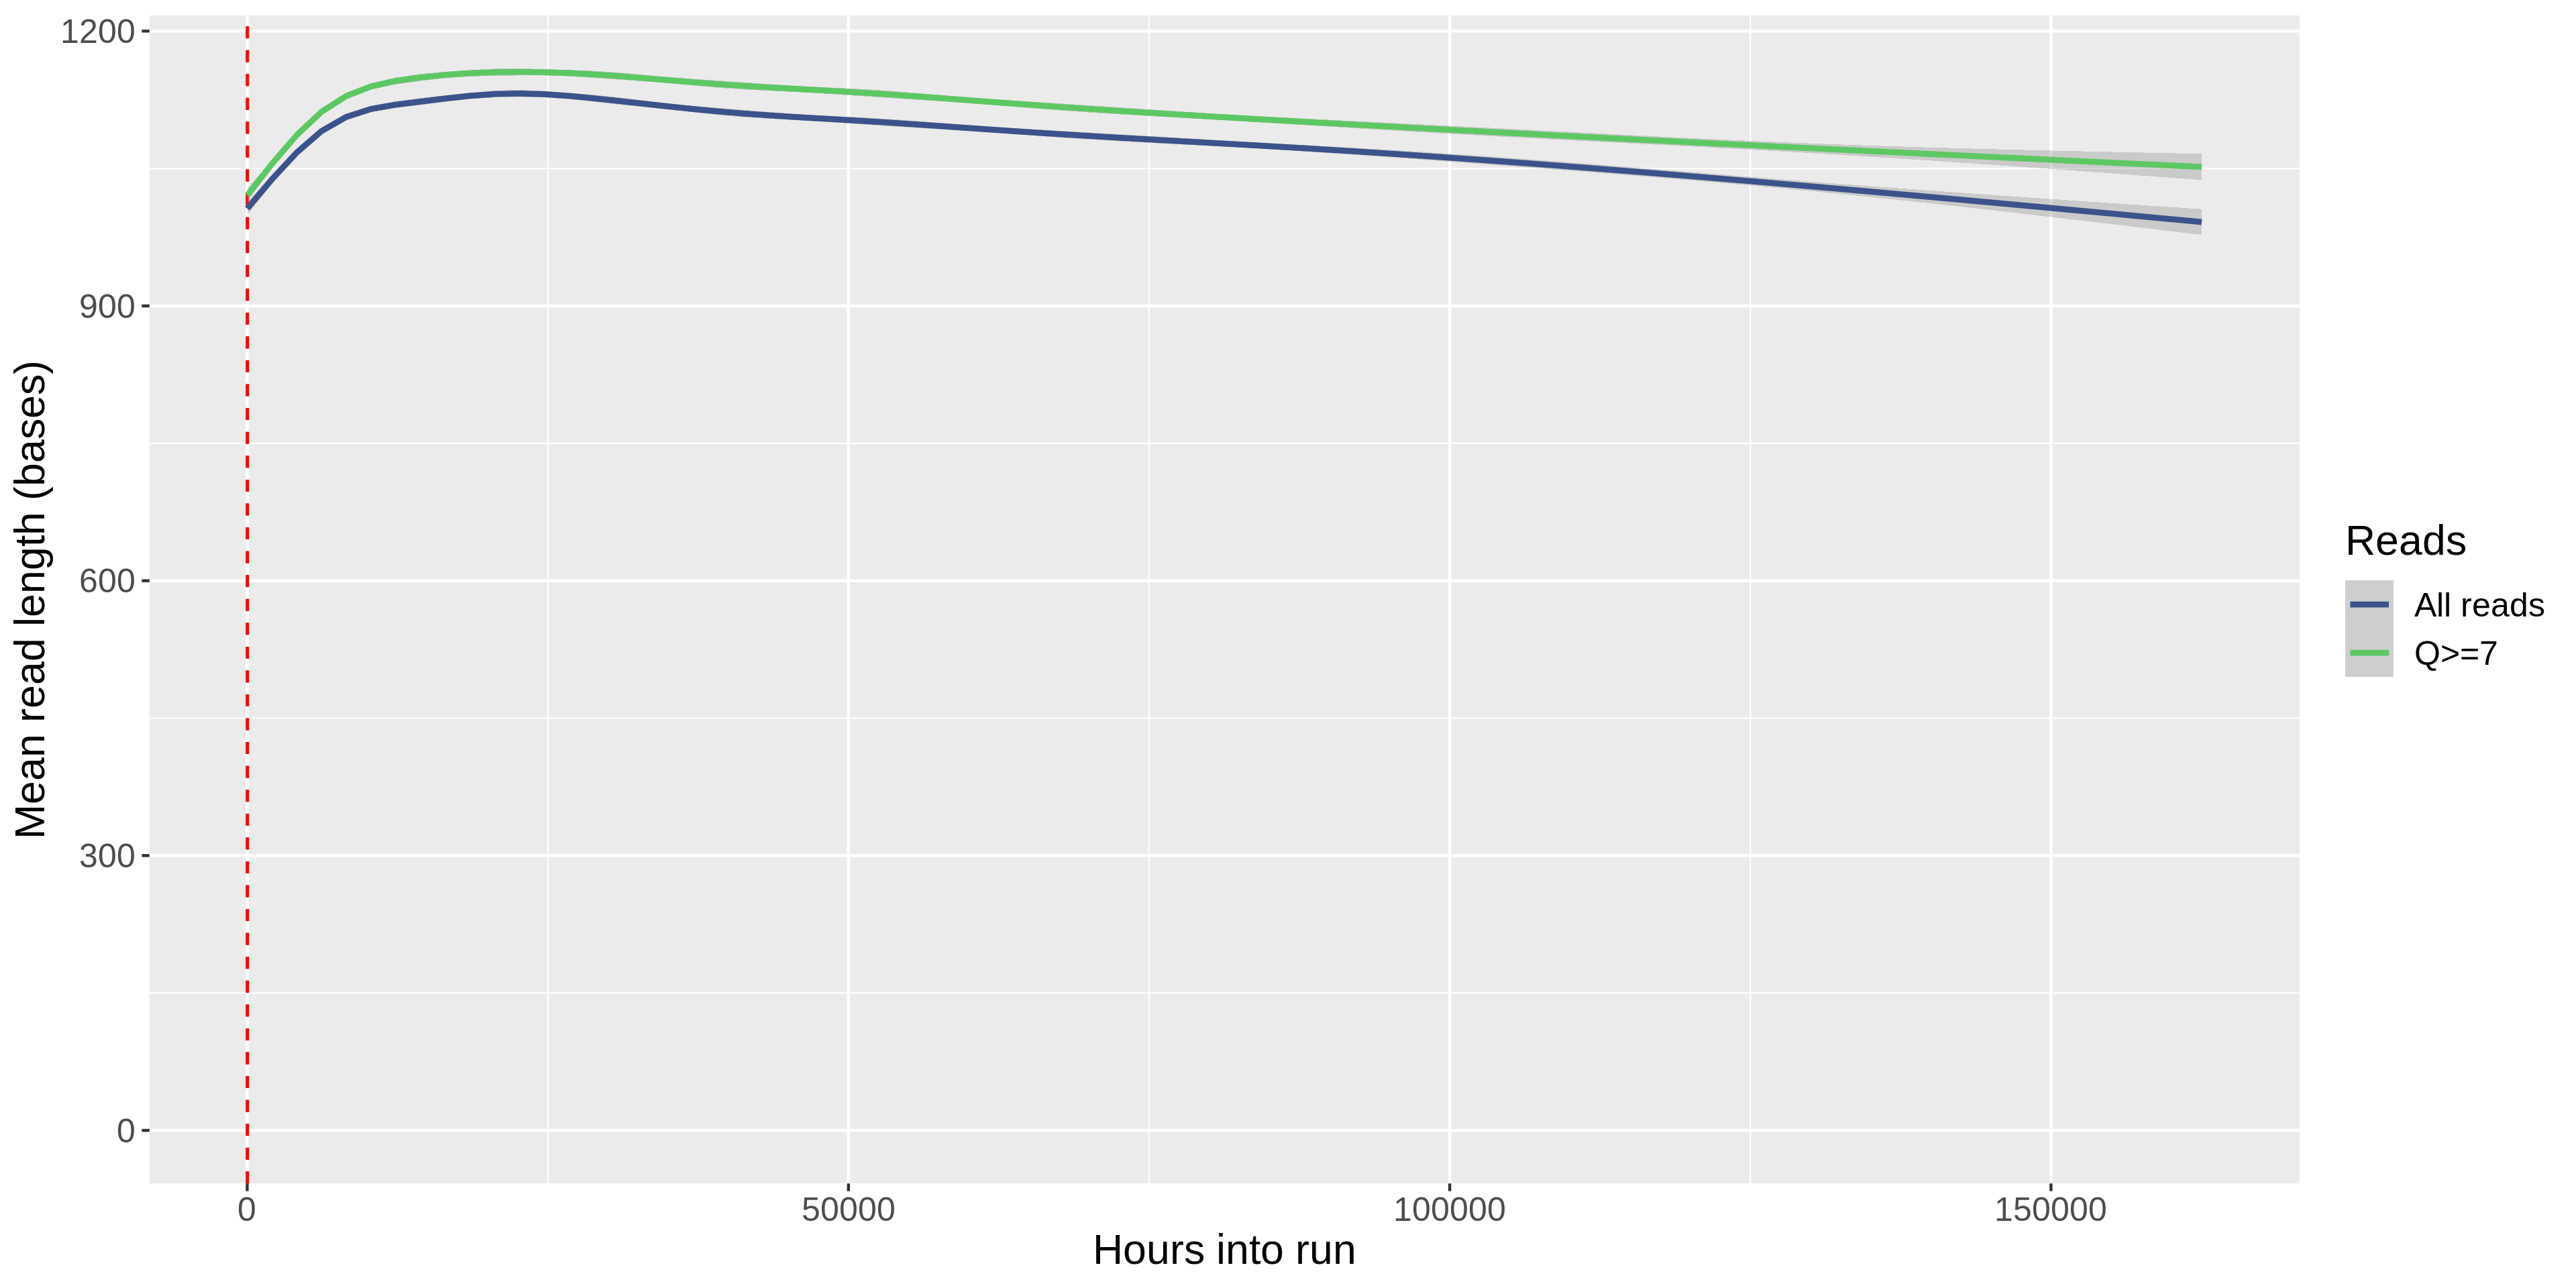 Mean read length (bases)
1200
900
600
300
0
0
50000
100000
150000
Hours into run
Reads
All reads
Q>=7